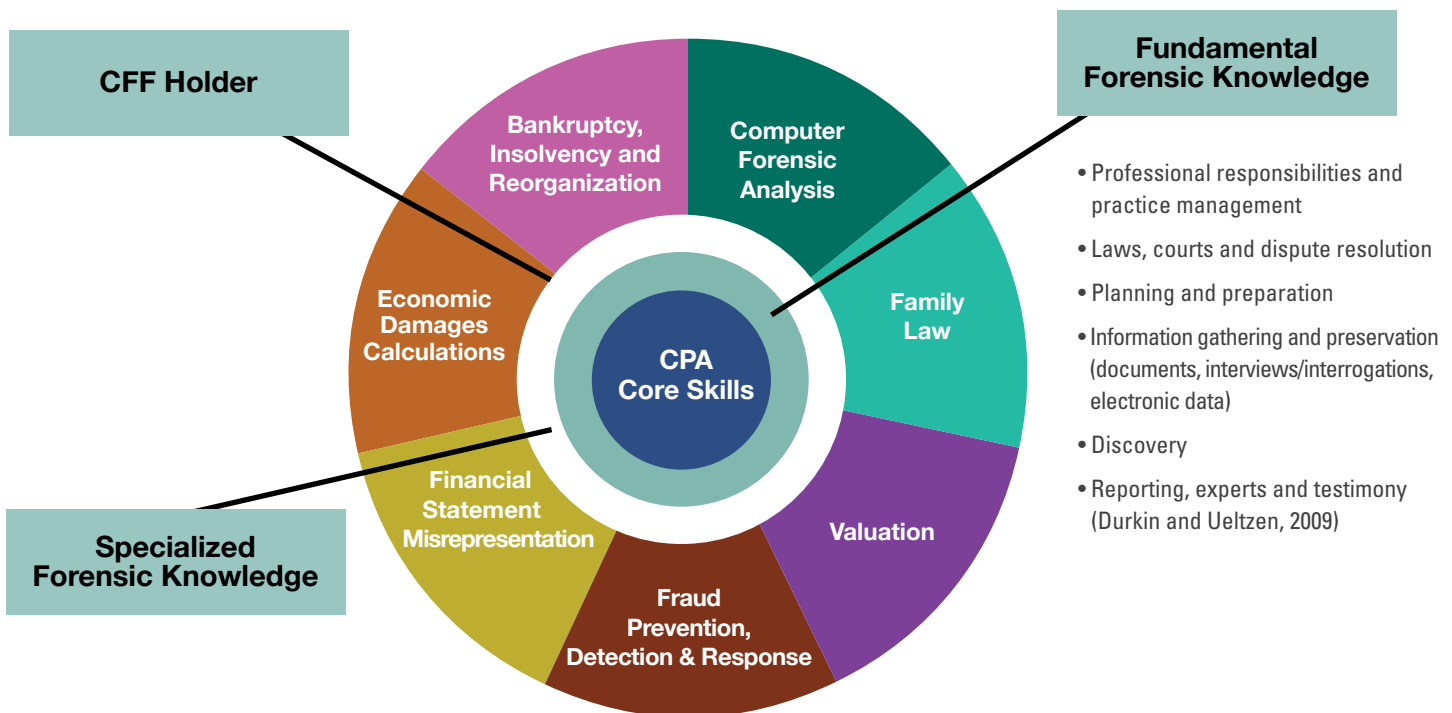 CFF Holder
Fundamental
Forensic Knowledge
Bankruptcy,
Insolvency and
Reorganization
Computer
Forensic
Analysis
• Professional responsibilities and
practice management
• Laws, courts and dispute resolution
• Planning and preparation
• Information gathering and preservation
(documents, interviews/interrogations,
electronic data)
• Discovery
• Reporting, experts and testimony
(Durkin and Ueltzen, 2009)
Economic
Damages
Calculations
Family
Law
CPA
Core Skills
Financial
Statement
Misrepresentation
Valuation
Specialized
Forensic Knowledge
Fraud
Prevention,
Detection & Response